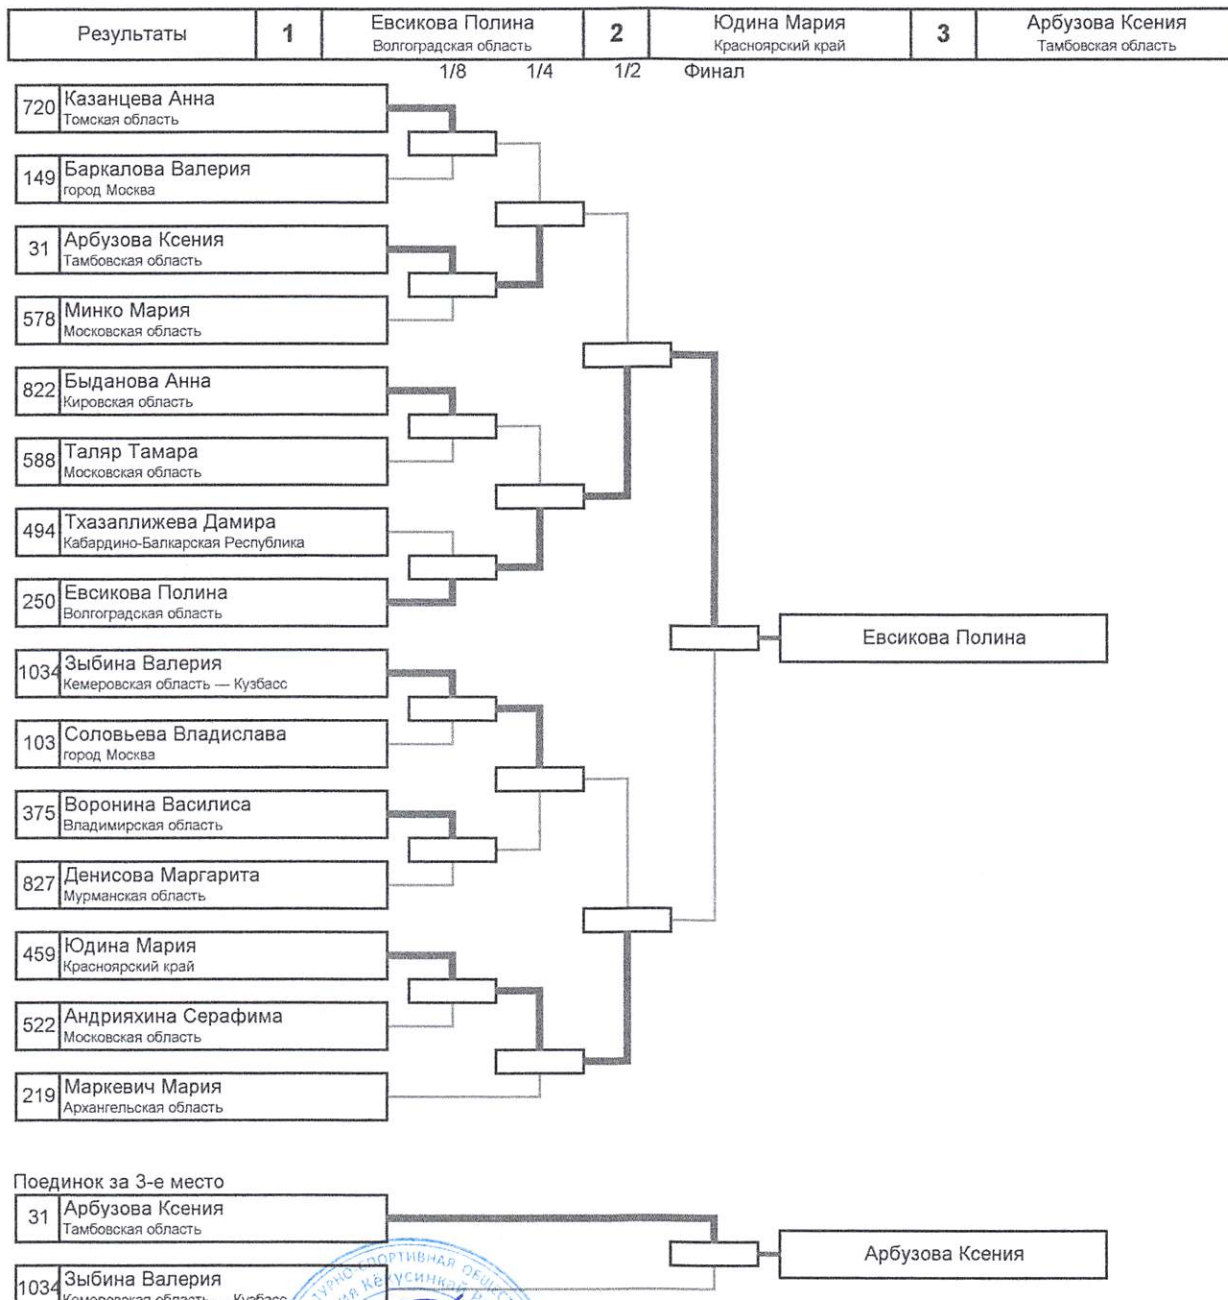 Результаты 1 Евсикова Полина 2 Юдина Мария 3 Арбузова Ксения
Волгоградская область Красноярский край Тамбовская область
1/8 1/4 1/2 Финал
720 Казанцева Анна
Томская область
149 Баркалова Валерия
город Москва
31 Арбузова Ксения
Тамбовская область
578 Минко Мария
Московская область
822 Быданова Анна
Кировская область
588 Таляр Тамара
Московская область
494 Тхазаплижева Дамира
Кабардино-Балкарская Республика
250 Евсикова Полина
Волгоградская область
Евсикова Полина
1034 Зыбина Валерия
Кемеровская область — Кузбасс
103 Соловьева Владислава
город Москва
375 Воронина Василиса
Владимирская область
827 Денисова Маргарита
Мурманская область
459 Юдина Мария
Красноярский край
522 Андрияхина Серафима
Московская область
219 Маркевич Мария
Архангельская область
Поединок за 3-е место
31 Арбузова Ксения
Тамбовская область
Арбузова Ксения
1034 Зыбина Валерия
Кемеровская область — Кузбасс